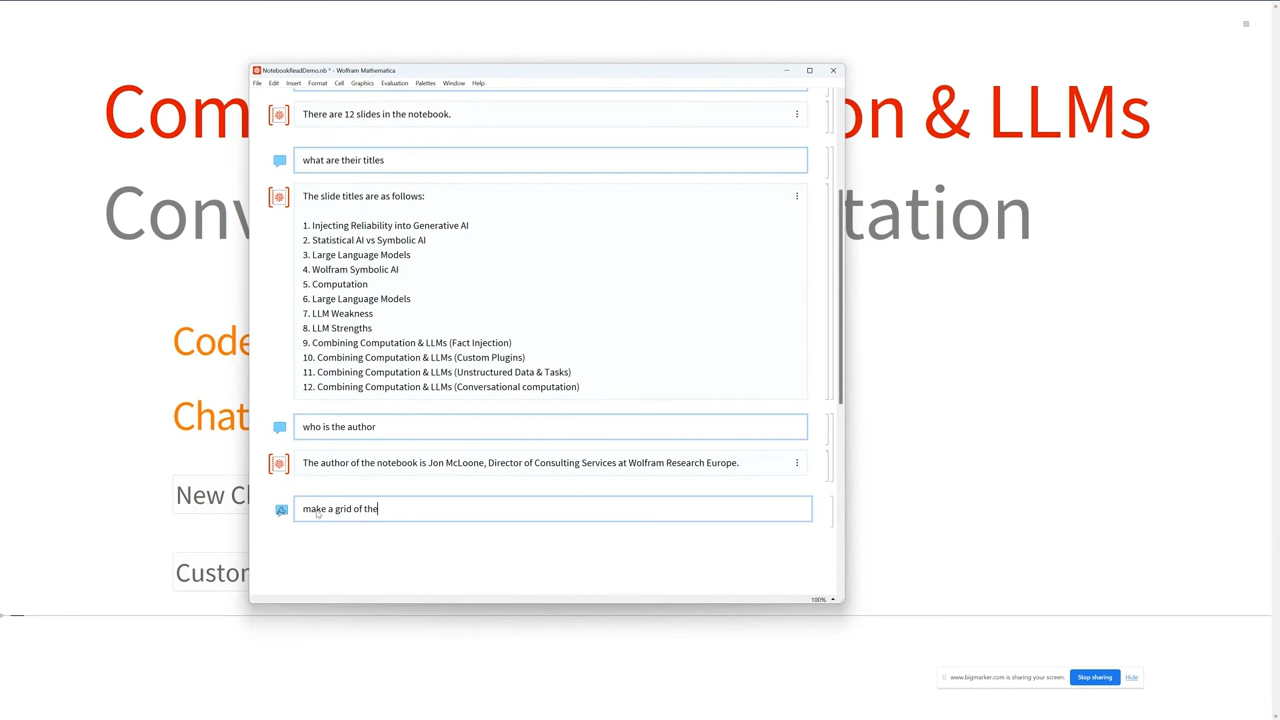 Com
on & LLMs
Conv
tation
Code
Chat
New Cl
Custon
NotebookReadDemo.nb * - Wolfram Mathematica
File Edit Insert Format Cell Graphics Evaluation Palettes Window Help
There are 12 slides in the notebook.
what are their titles
The slide titles are as follows:
1. Injecting Reliability into Generative AI
2. Statistical AI vs Symbolic AI
3. Large Language Models
4. Wolfram Symbolic AI
5. Computation
6. Large Language Models
7. LLM Weakness
8. LLM Strengths
9. Combining Computation & LLMs (Fact Injection)
10. Combining Computation & LLMs (Custom Plugins)
11. Combining Computation & LLMs (Unstructured Data & Tasks)
12. Combining Computation & LLMs (Conversational computation)
who is the author
The author of the notebook is Jon McLoone, Director of Consulting Services at Wolfram Research Europe.
make a grid of the
100%
www.bigmarker.com is sharing your screen. Stop sharing Hide